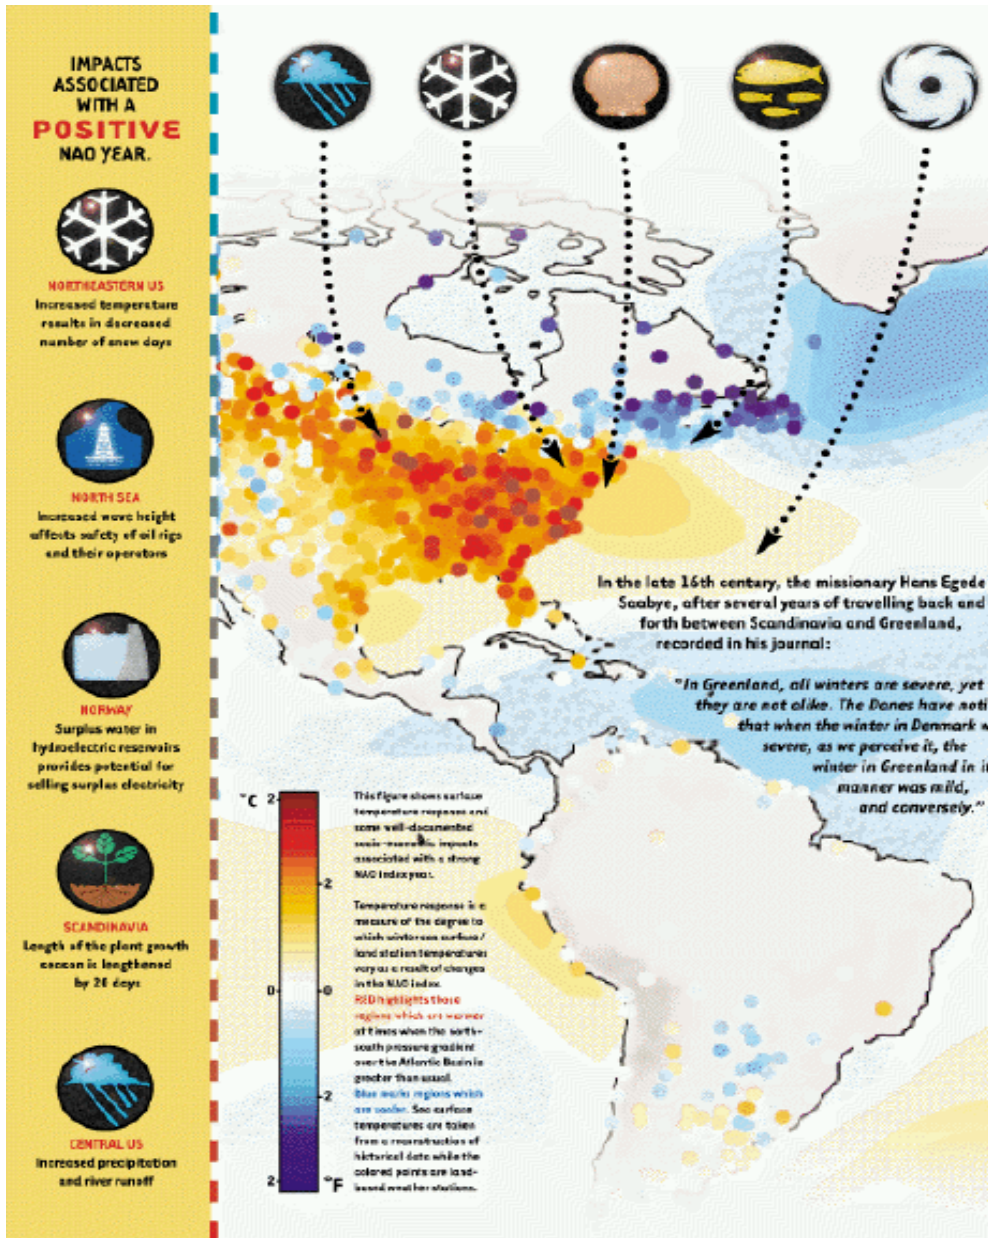 IMPACTS
ASSOCIATED
WITH A
POSITIVE
NAO YEAR.
NORTHEASTERN US
Increased temperature
results in decreased
number of snow days
NORTH SEA
Increased wave height
affects safety of oil rigs
and their operators
NORWAY
Surplus water in
hydroelectric reservoirs
provides potential for
selling surplus electricity
SCANDINAVIA
Length of the plant growth
season is lengthened
by 20 days
CENTRAL US
Increased precipitation
and river runoff
In the late 16th century, the missionary Hans Egede
Saabye, after several years of travelling back and
forth between Scandinavia and Greenland,
recorded in his journal:
"In Greenland, all winters are severe, yet
they are not alike. The Danes have noti
that when the winter in Denmark w
severe, as we perceive it, the
winter in Greenland in it
manner was mild,
and conversely."
°C 2
2
0 0
2
2 °F
This figure shows surface
temperature response and
some well-documented
socio-economic impacts
associated with a strong
NAO index year.
Temperature response is a
measure of the degree to
which winter sea surface/
land station temperatures
vary as a result of changes
in the NAO index.
RED highlights those
regions which are warmer
at times when the north-
south pressure gradient
over the Atlantic Basin is
greater than usual.
Blue marks regions which
are cooler. Sea surface
temperatures are taken
from a reconstruction of
historical data while the
colored points are land-
based weather stations.